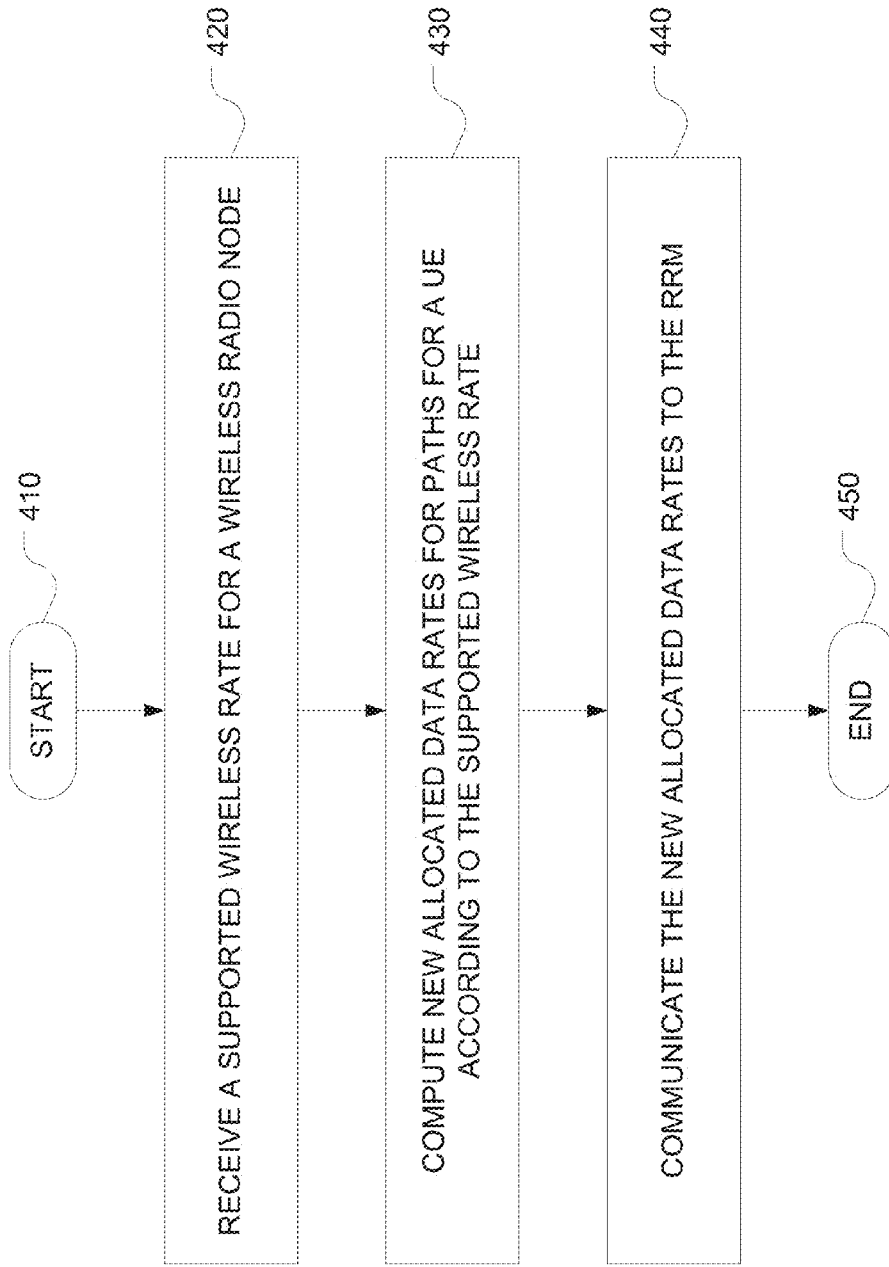 START
410
RECEIVE A SUPPORTED WIRELESS RATE FOR A WIRELESS RADIO NODE
420
COMPUTE NEW ALLOCATED DATA RATES FOR PATHS FOR A UE
ACCORDING TO THE SUPPORTED WIRELESS RATE
430
COMMUNICATE THE NEW ALLOCATED DATA RATES TO THE RRM
440
END
450